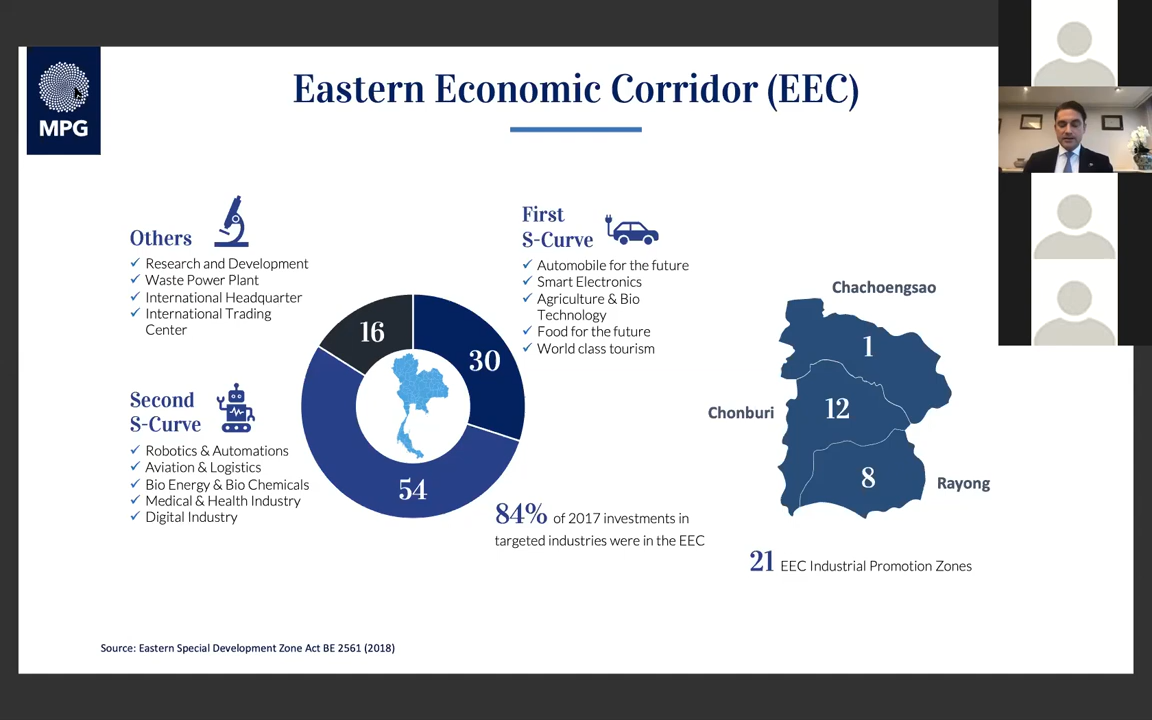 MPG
Eastern Economic Corridor (EEC)
Others
Research and Development
Waste Power Plant
International Headquarter
International Trading
Center
First
S-Curve
Automobile for the future
Smart Electronics
Agriculture & Bio
Technology
Food for the future
World class tourism
Second
S-Curve
Robotics & Automations
Aviation & Logistics
Bio Energy & Bio Chemicals
Medical & Health Industry
Digital Industry
16
30
54
84% of 2017 investments in
targeted industries were in the EEC
Chachoengsao
1
Chonburi
12
8
Rayong
21 EEC Industrial Promotion Zones
Source: Eastern Special Development Zone Act BE 2561 (2018)